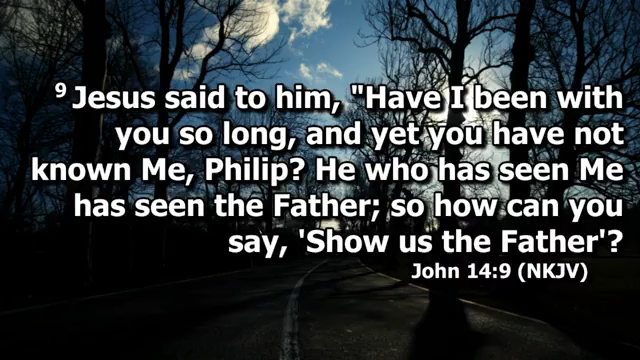 9 Jesus said to him, "Have I been with
you so long, and yet you have not
known Me, Philip? He who has seen Me
has seen the Father; so how can you
say, 'Show us the Father'?
John 14:9 (NKJV)